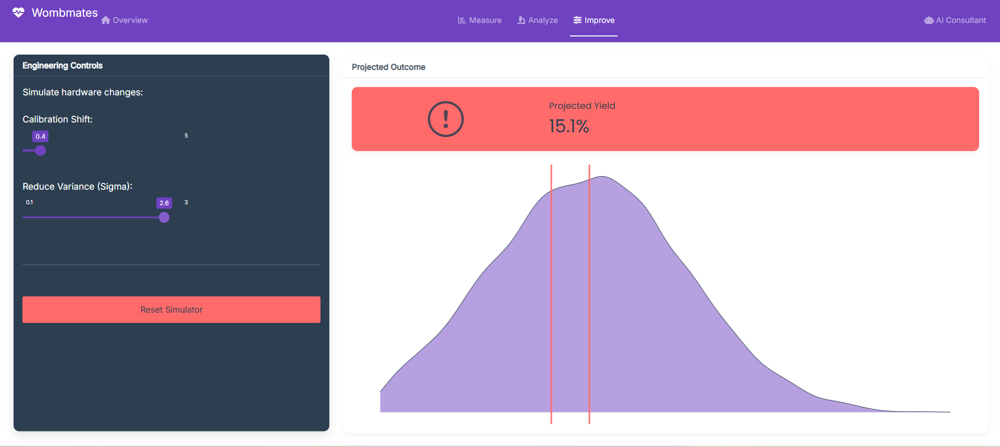 Wombmates
Overview
Measure
Analyze
Improve
AI Consultant
Engineering Controls
Simulate hardware changes:
Calibration Shift:
0.4
5
Reduce Variance (Sigma):
0.1
2.6
3
Reset Simulator
Projected Outcome
Projected Yield
15.1%